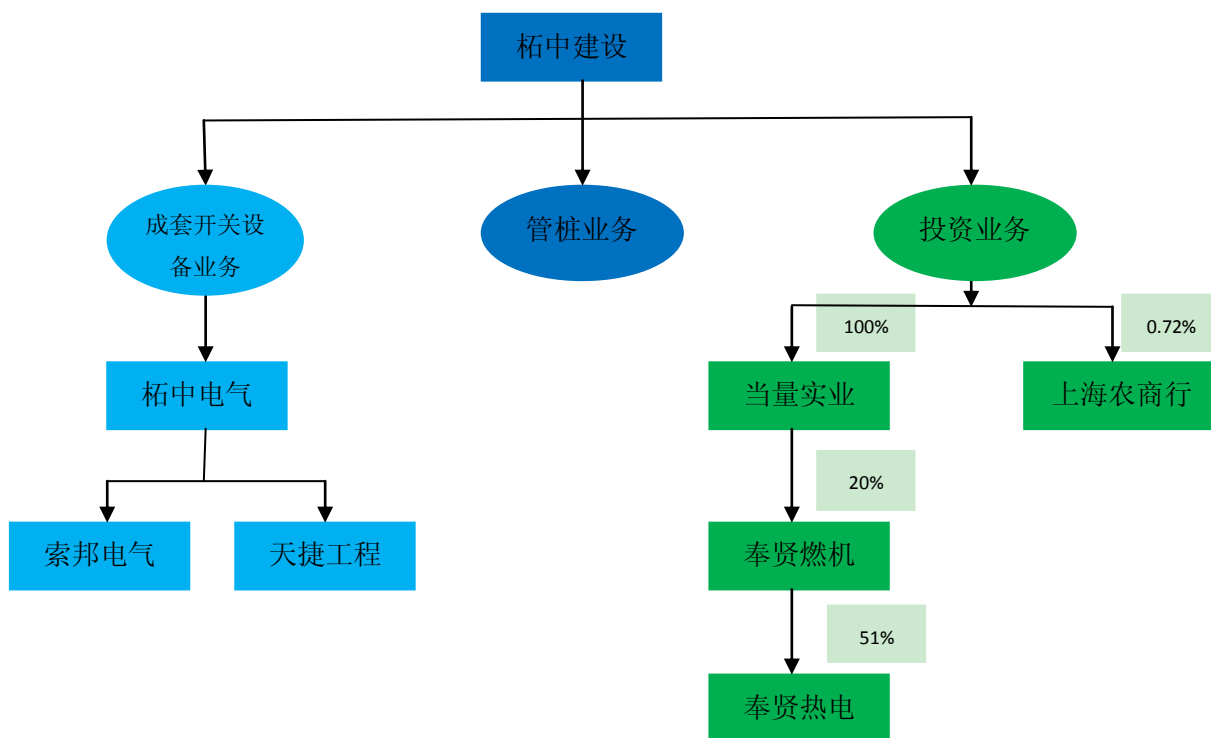 柘中建设
成套开关设
备业务
管桩业务
投资业务
100%
0.72%
柘中电气
当量实业
上海农商行
20%
索邦电气
天捷工程
奉贤燃机
51%
奉贤热电